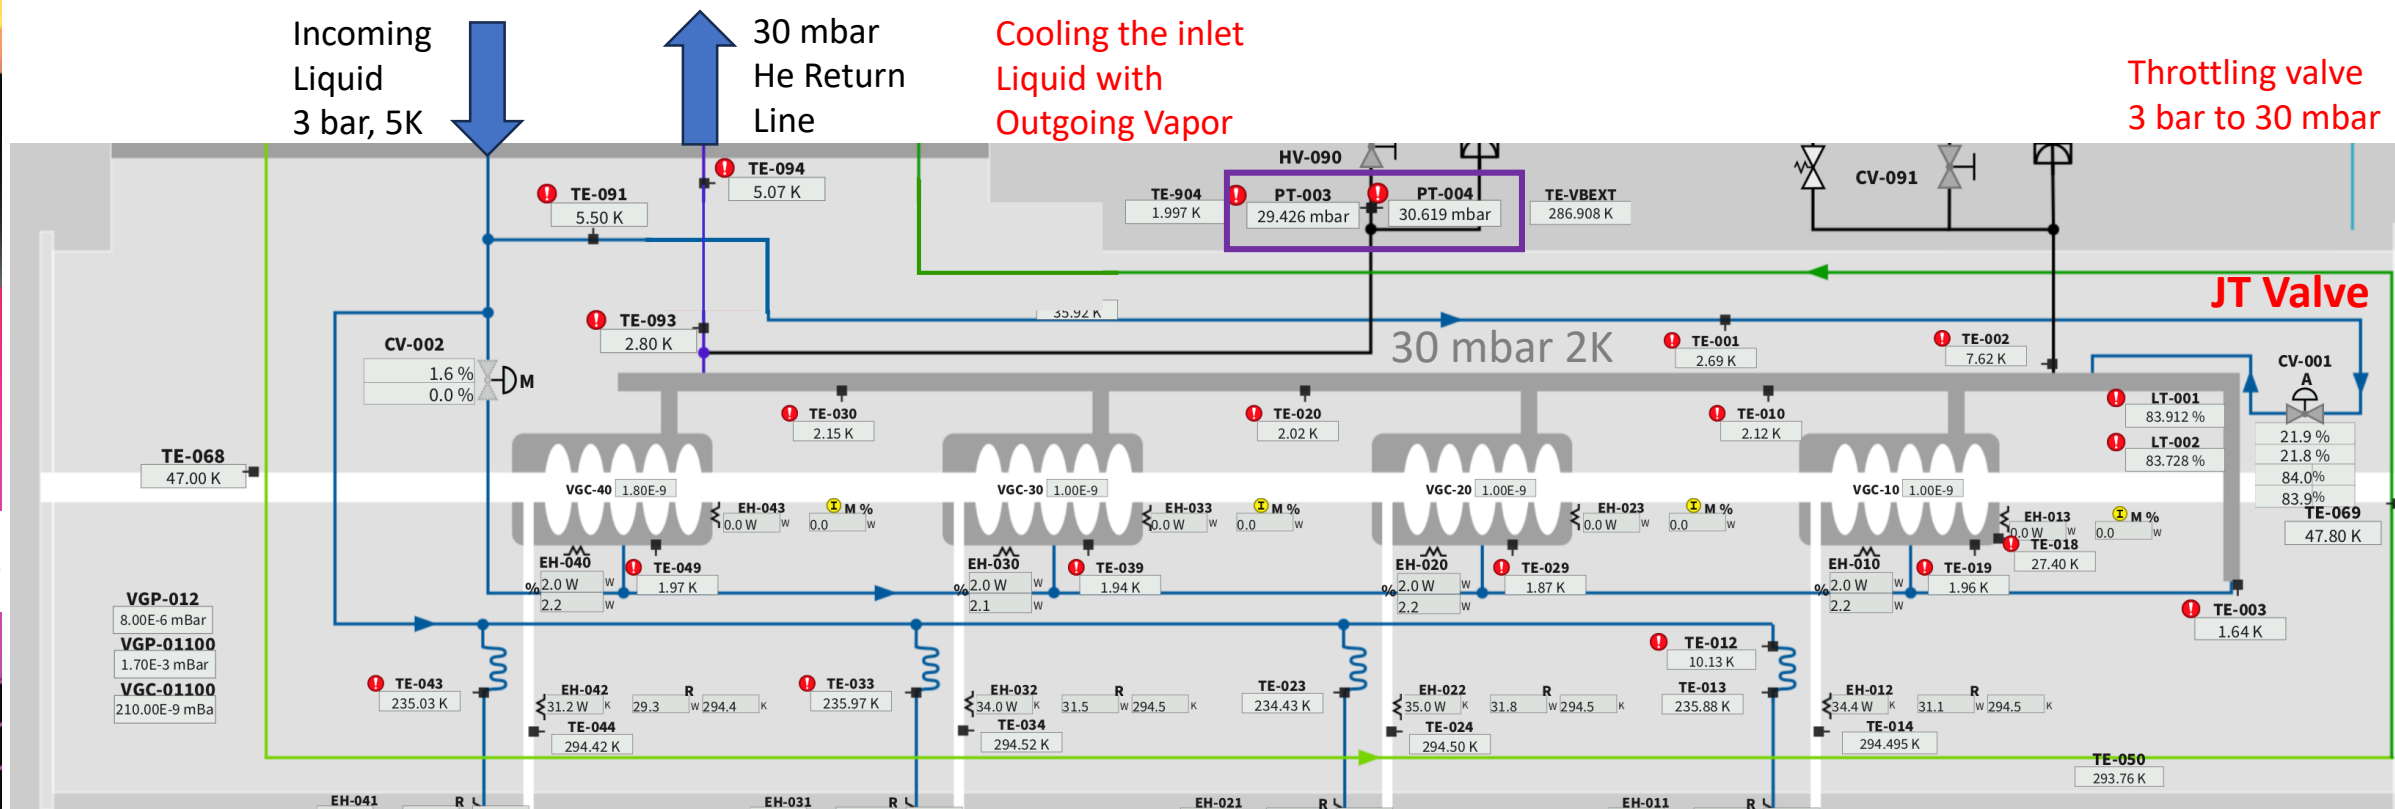 Incoming
Liquid
3 bar, 5K
30 mbar
He Return
Line
Cooling the inlet
Liquid with
Outgoing Vapor
Throttling valve
3 bar to 30 mbar
TE-094
5.07 K
TE-091
5.50 K
HV-090
TE-904
1.997 K
PT-003
29.426 mbar
PT-004
30.619 mbar
TE-VBEXT
286.908 K
CV-091
JT Valve
TE-093
2.80 K
35.92 K
30 mbar 2K
TE-001
2.69 K
TE-002
7.62 K
CV-002
1.6 %
0.0 %
M
CV-001
A
21.9 %
21.8 %
84.0%
83.9%
LT-001
83.912 %
LT-002
83.728 %
TE-030
2.15 K
TE-020
2.02 K
TE-010
2.12 K
TE-068
47.00 K
VGC-40 1.80E-9
VGC-30 1.00E-9
VGC-20 1.00E-9
VGC-10 1.00E-9
EH-043
0.0 W W
I M %
0.0 W
EH-033
0.0 W W
I M %
0.0 W
EH-023
0.0 W W
I M %
0.0 W
EH-013
0.0 W W
I M %
0.0 W
TE-069
47.80 K
TE-018
27.40 K
EH-040
% 2.0 W W
2.2 W
TE-049
1.97 K
EH-030
% 2.0 W W
2.1 W
TE-039
1.94 K
EH-020
% 2.0 W W
2.2 W
TE-029
1.87 K
EH-010
% 2.0 W W
2.2 W
TE-019
1.96 K
TE-003
1.64 K
VGP-012
8.00E-6 mBar
VGP-01100
1.70E-3 mBar
VGC-01100
210.00E-9 mBa
TE-012
10.13 K
TE-043
235.03 K
EH-042
31.2 W K
R
29.3 W 294.4 K
TE-044
294.42 K
TE-033
235.97 K
EH-032
34.0 W K
R
31.5 W 294.5 K
TE-034
294.52 K
TE-023
234.43 K
EH-022
35.0 W K
R
31.8 W 294.5 K
TE-024
294.50 K
TE-013
235.88 K
EH-012
34.4 W K
R
31.1 W 294.5 K
TE-014
294.495 K
TE-050
293.76 K
EH-041 R
EH-031 R
EH-021 R
EH-011 R